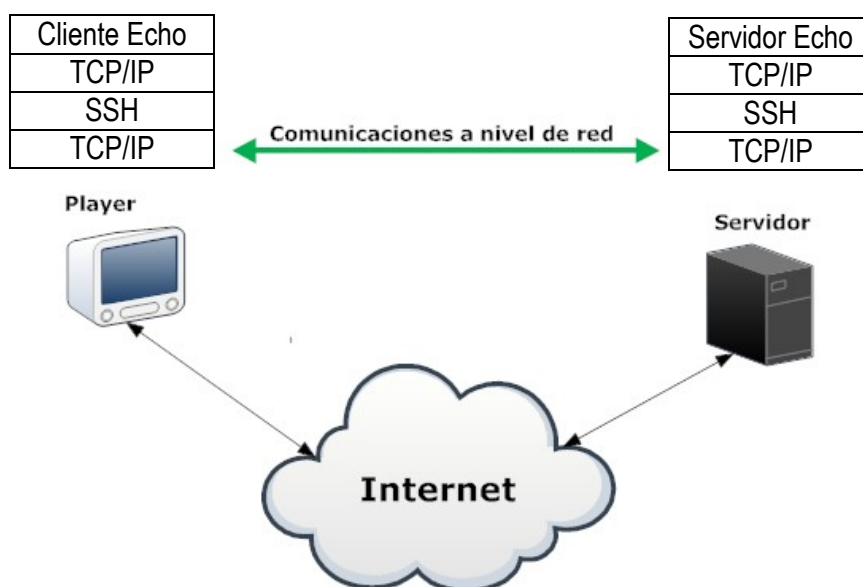 Cliente Echo
TCP/IP
SSH
TCP/IP
Servidor Echo
TCP/IP
SSH
TCP/IP
Comunicaciones a nivel de red
Player
Servidor
Internet